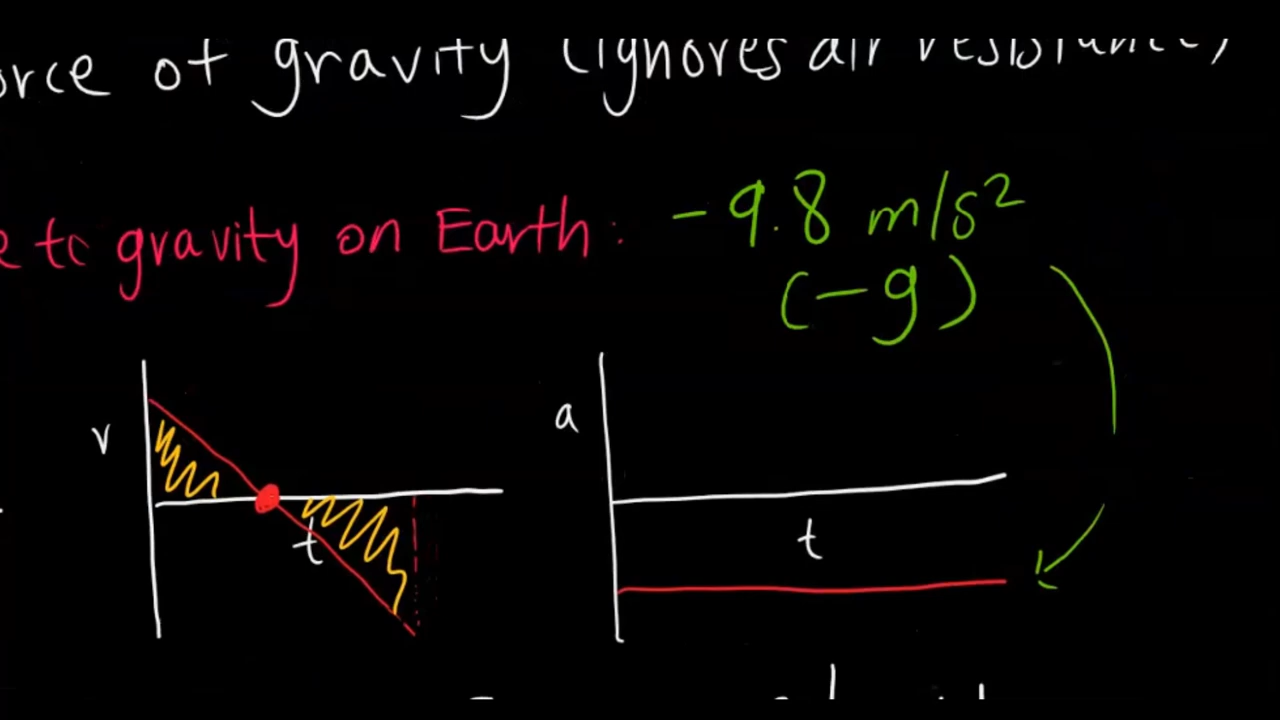 orce of gravity (ignores air resistance)
e to gravity on Earth: -9.8 m/s²
(-g)
v
t
a
t